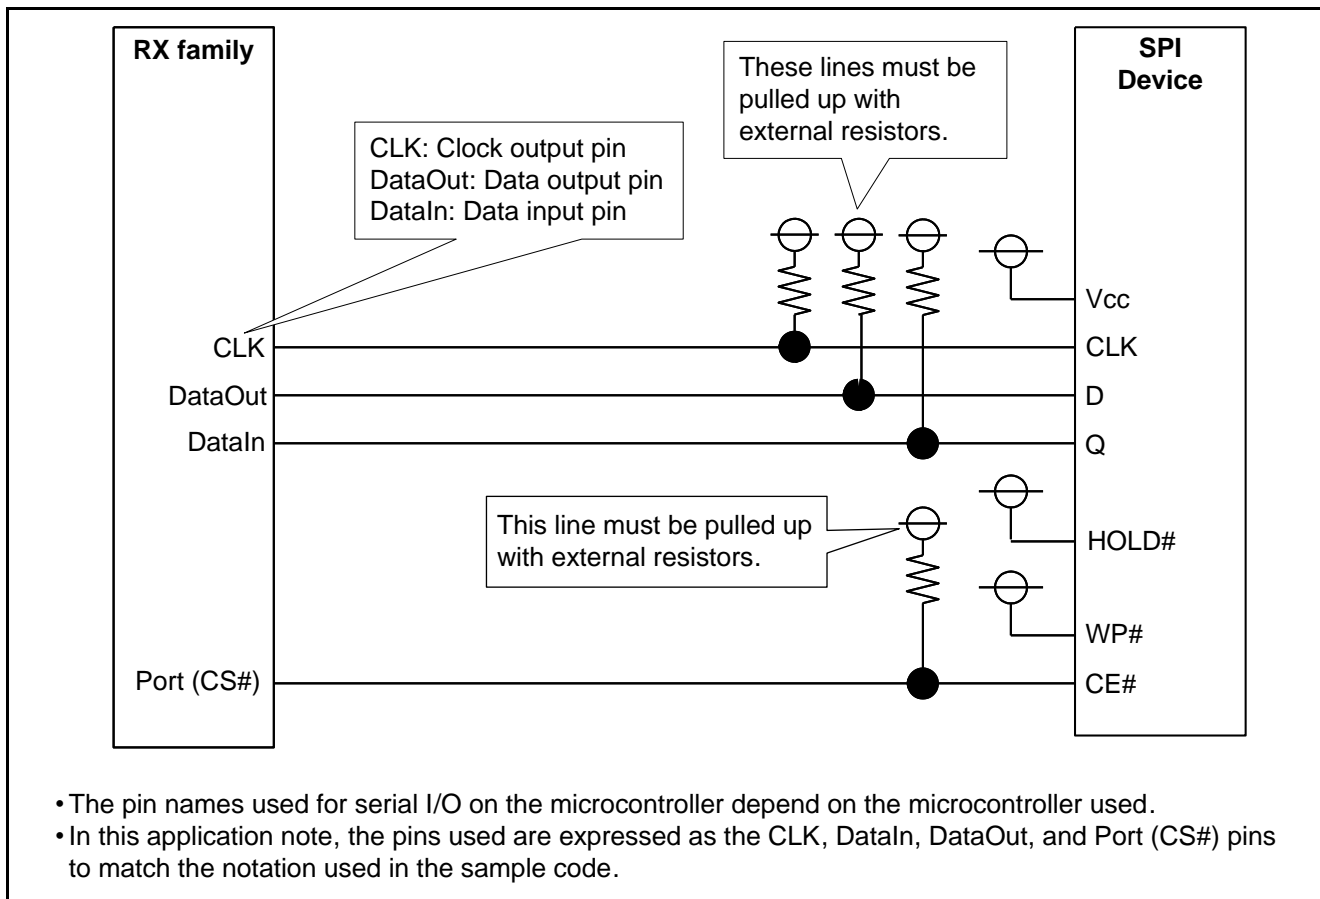 RX family
SPI
Device
These lines must be
pulled up with
external resistors.
CLK: Clock output pin
DataOut: Data output pin
DataIn: Data input pin
Vcc
CLK
CLK
DataOut
D
DataIn
Q
This line must be pulled up
with external resistors.
HOLD#
WP#
Port (CS#)
CE#
• The pin names used for serial I/O on the microcontroller depend on the microcontroller used.
• In this application note, the pins used are expressed as the CLK, DataIn, DataOut, and Port (CS#) pins
to match the notation used in the sample code.